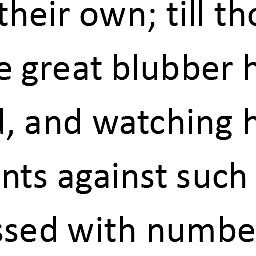 their own; till tho
e great blubber h
d, and watching h
nts against such
ssed with numbe